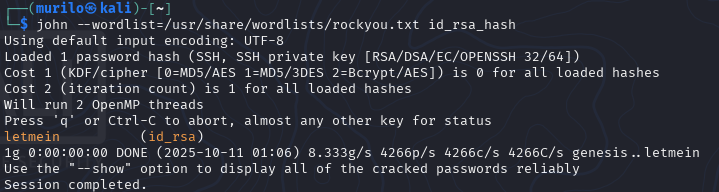 ┌──(murilo㉿kali)-[~]
└─$ john --wordlist=/usr/share/wordlists/rockyou.txt id_rsa_hash
Using default input encoding: UTF-8
Loaded 1 password hash (SSH, SSH private key [RSA/DSA/EC/OPENSSH 32/64])
Cost 1 (KDF/cipher [0=MD5/AES 1=MD5/3DES 2=Bcrypt/AES]) is 0 for all loaded hashes
Cost 2 (iteration count) is 1 for all loaded hashes
Will run 2 OpenMP threads
Press 'q' or Ctrl-C to abort, almost any other key for status
letmein          (id_rsa)
1g 0:00:00:00 DONE (2025-10-11 01:06) 8.333g/s 4266p/s 4266c/s 4266C/s genesis..letmein
Use the "--show" option to display all of the cracked passwords reliably
Session completed.